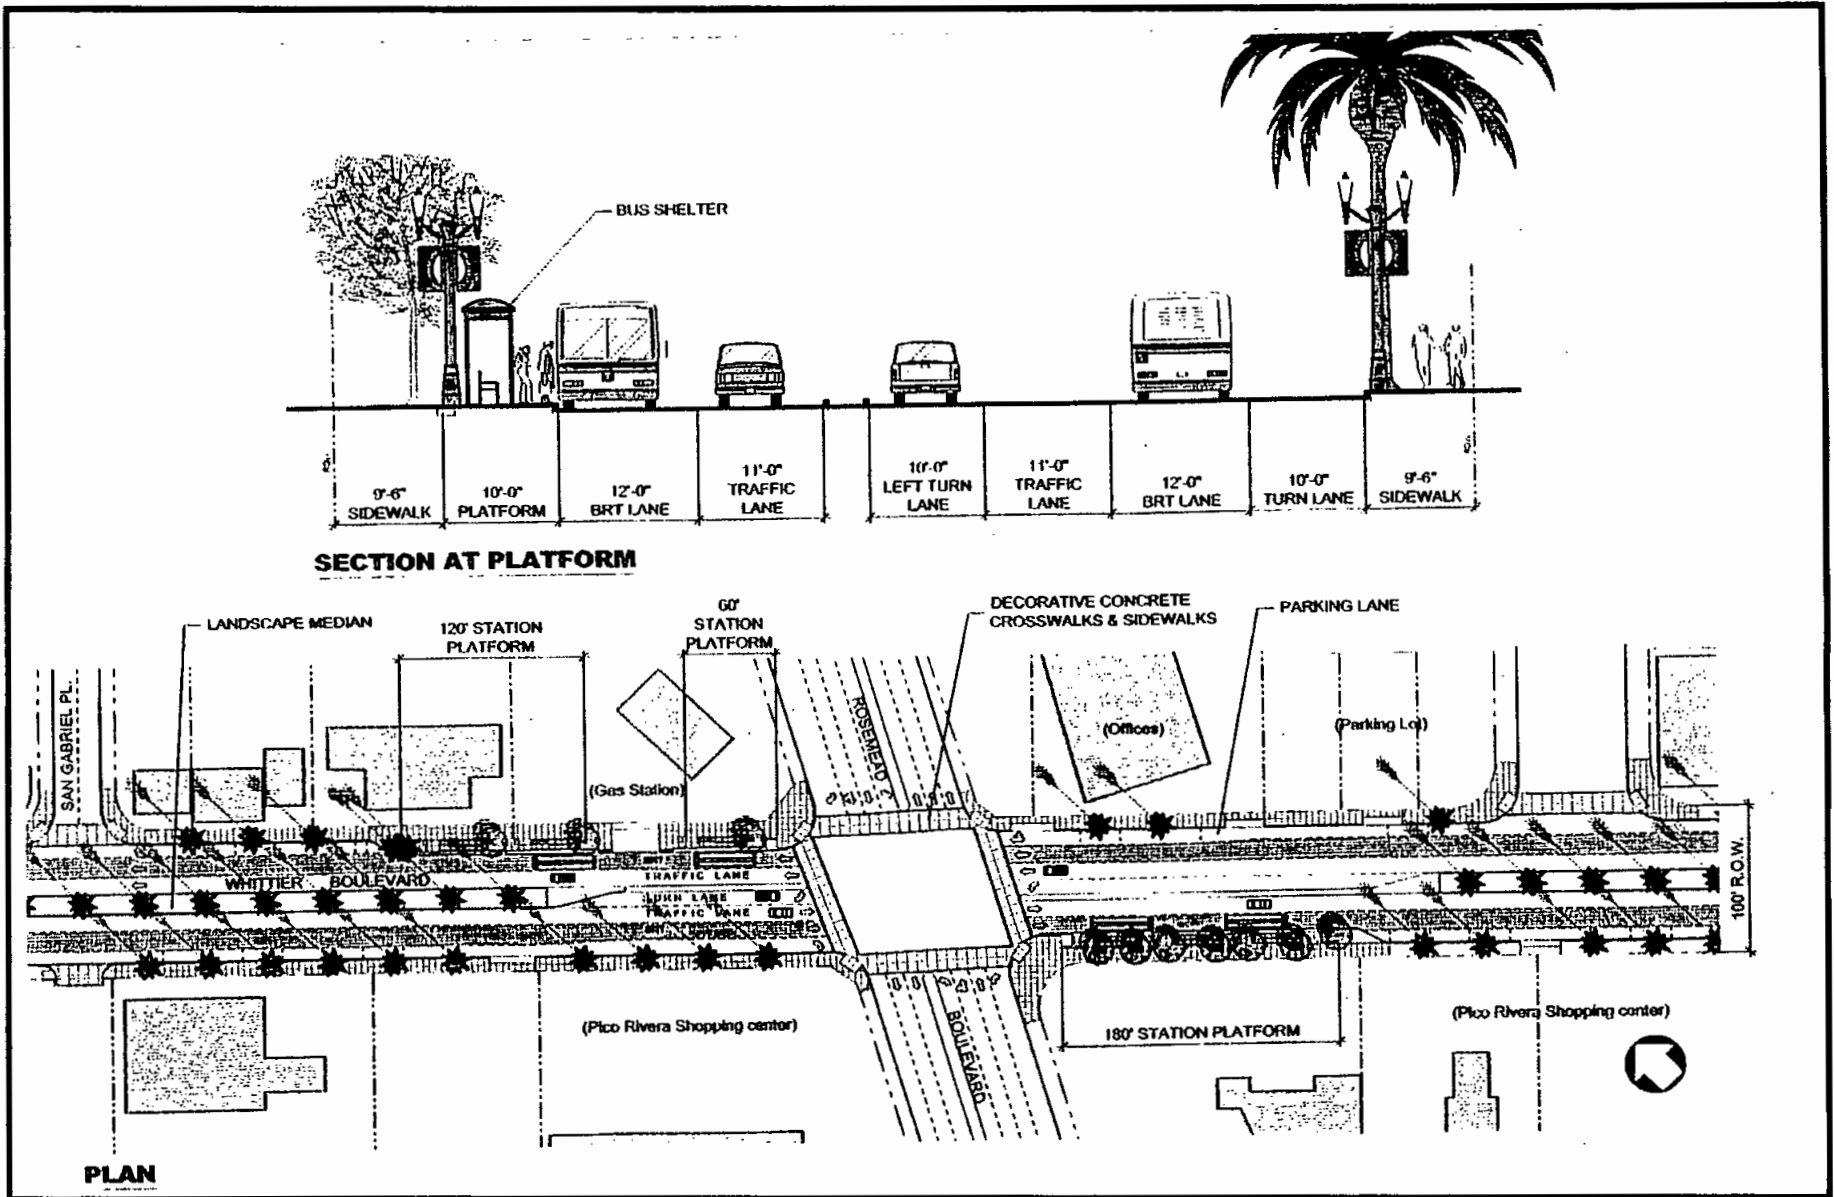 BUS SHELTER
9'-6"
SIDEWALK
10'-0"
PLATFORM
12'-0"
BRT LANE
11'-0"
TRAFFIC
LANE
10'-0"
LEFT TURN
LANE
11'-0"
TRAFFIC
LANE
12'-0"
BRT LANE
10'-0"
TURN LANE
9'-6"
SIDEWALK
SECTION AT PLATFORM
LANDSCAPE MEDIAN
120' STATION
PLATFORM
60'
STATION
PLATFORM
DECORATIVE CONCRETE
CROSSWALKS & SIDEWALKS
PARKING LANE
SAN GABRIEL PL.
(Gas Station)
ROSEMEAD
(Offices)
(Parking Lot)
WHITTIER BOULEVARD
TRAFFIC LANE
TURN LANE
TRAFFIC LANE
100' R.O.W.
(Pico Rivera Shopping center)
BOULEVARD
180' STATION PLATFORM
(Pico Rivera Shopping center)
PLAN